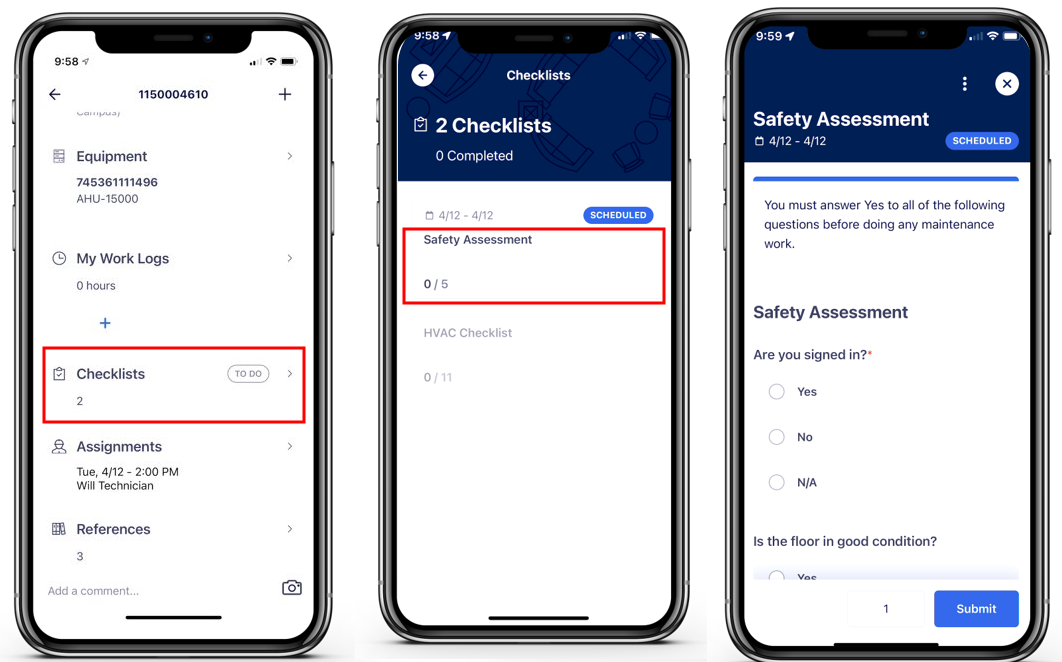 9:58
1150004610
Campus)
Equipment
745361111496
AHU-15000
My Work Logs
0 hours
+
Checklists
TO DO
2
Assignments
Tue, 4/12 - 2:00 PM
Will Technician
References
3
Add a comment...
9:58
Checklists
2 Checklists
0 Completed
4/12 - 4/12
SCHEDULED
Safety Assessment
0 / 5
HVAC Checklist
0 / 11
9:59
Safety Assessment
4/12 - 4/12
SCHEDULED
You must answer Yes to all of the following
questions before doing any maintenance
work.
Safety Assessment
Are you signed in?*
Yes
No
N/A
Is the floor in good condition?
Yes
1
Submit